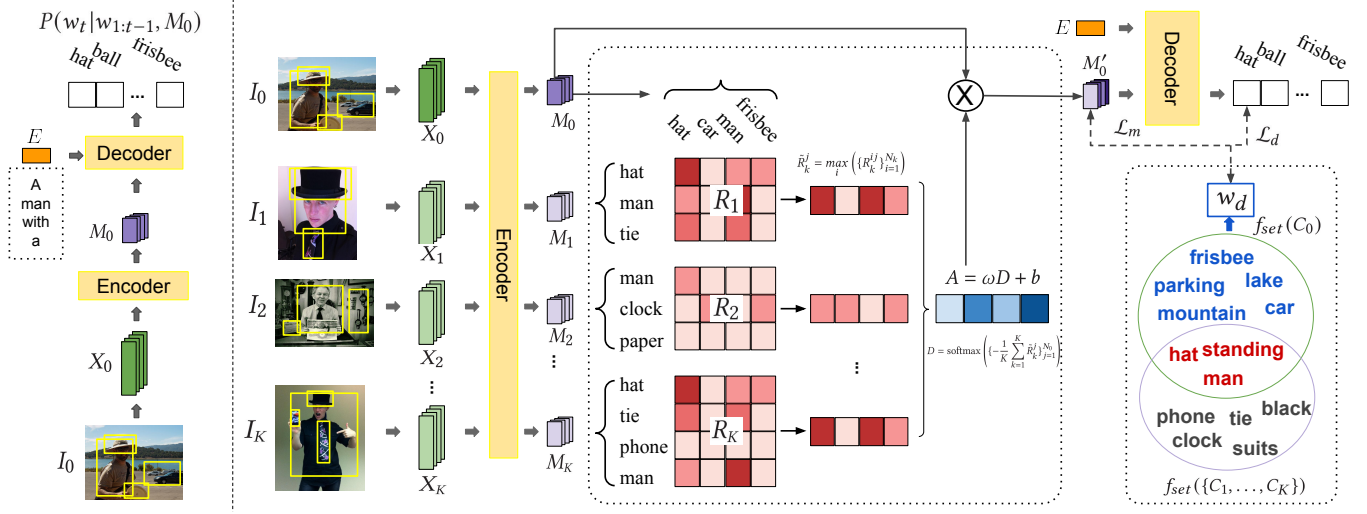 P(w_t|w_{1:t−1}, M_0)
hat ball frisbee
...
E
Decoder
A
man
with
a
M_0
Encoder
X_0
I_0
I_0
X_0
M_0
I_1
X_1
M_1
I_2
X_2
M_2
...
...
I_K
X_K
M_K
Encoder
hat car man frisbee
hat
man
tie
R_1
man
clock
paper
R_2
hat
tie
phone
man
R_K
R̃_k^j = max_i ({R_k^{ij}}_{i=1}^{N_k})
...
X
A = ωD + b
D = softmax ({−1/K ∑_{k=1}^{K} R̃_k^j}_{j=1}^{N_0})
E
M_0′
Decoder
hat ball frisbee
...
ℒ_m
ℒ_d
w_d
f_set(C_0)
frisbee
parking lake
mountain car
hat standing
man
phone tie black
clock suits
f_set({C_1, . . . , C_K})